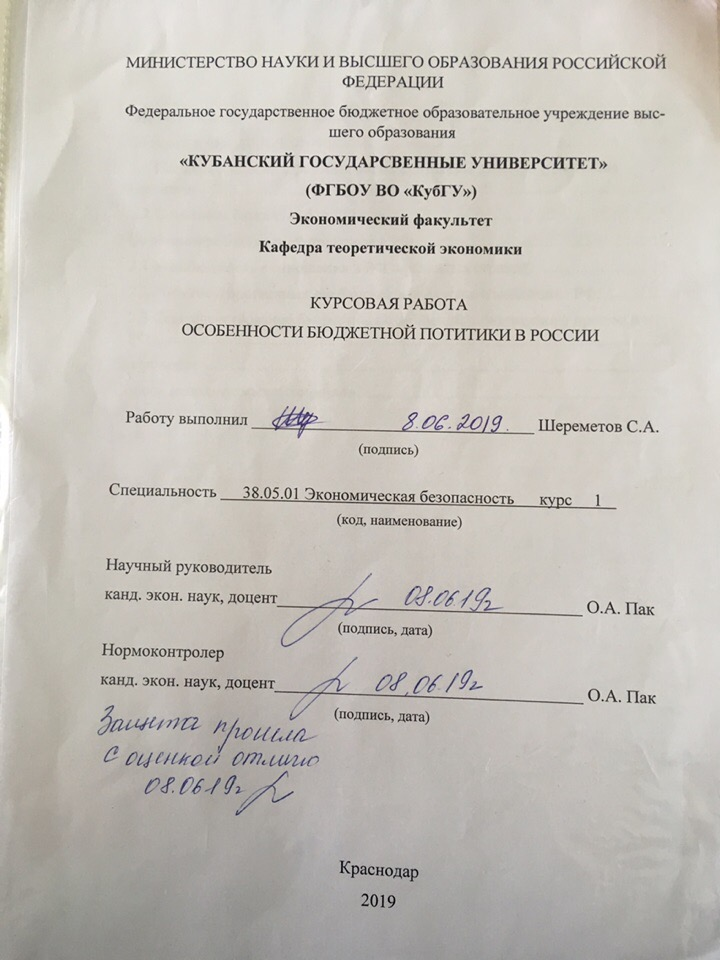 МИНИСТЕРСТВО НАУКИ И ВЫСШЕГО ОБРАЗОВАНИЯ РОССИЙСКОЙ
ФЕДЕРАЦИИ
Федеральное государственное бюджетное образовательное учреждение выс-
шего образования
«КУБАНСКИЙ ГОСУДАРСВЕННЫЕ УНИВЕРСИТЕТ»
(ФГБОУ ВО «КубГУ»)
Экономический факультет
Кафедра теоретической экономики
КУРСОВАЯ РАБОТА
ОСОБЕННОСТИ БЮДЖЕТНОЙ ПОТИТИКИ В РОССИИ
Работу выполнил 8.06.2019. Шереметов С.А.
(подпись)
Специальность 38.05.01 Экономическая безопасность курс 1
(код, наименование)
Научный руководитель
канд. экон. наук, доцент 08.06.19г О.А. Пак
(подпись, дата)
Нормоконтролер
канд. экон. наук, доцент 08.06.19г О.А. Пак
(подпись, дата)
Защита прошла
с оценкой отлично
08.06.19г
Краснодар
2019